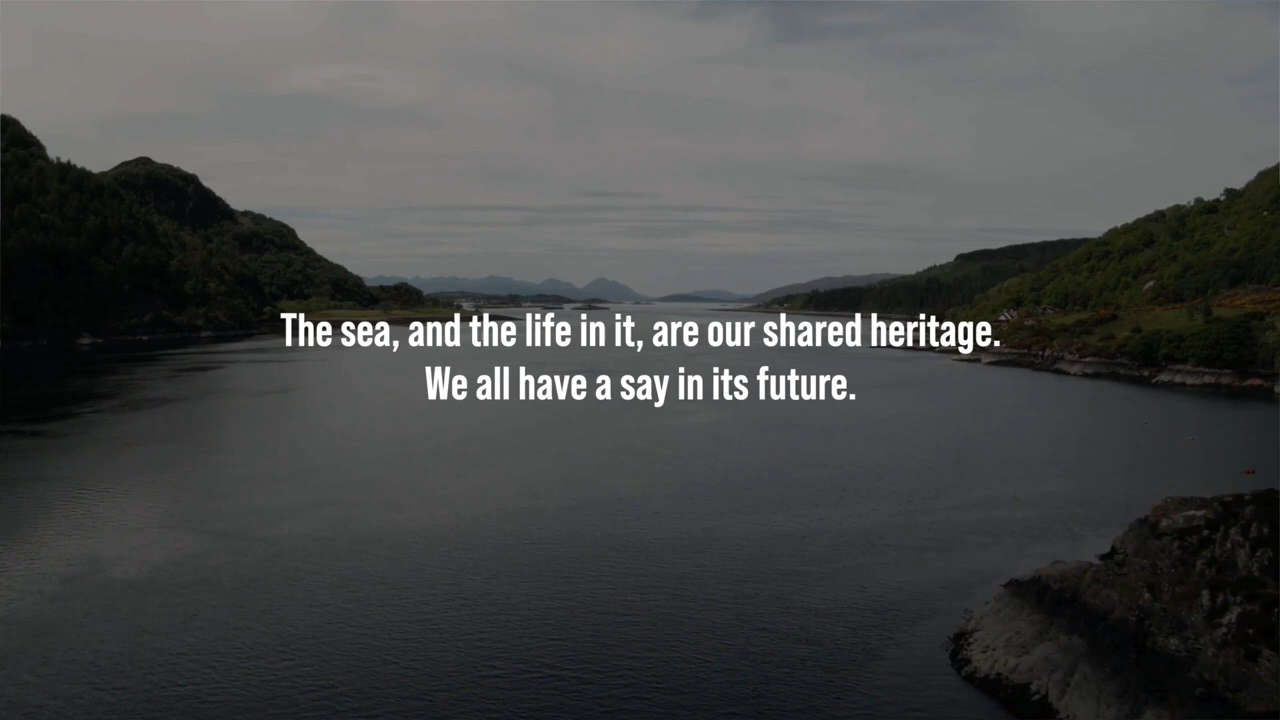 The sea, and the life in it, are our shared heritage.
We all have a say in its future.